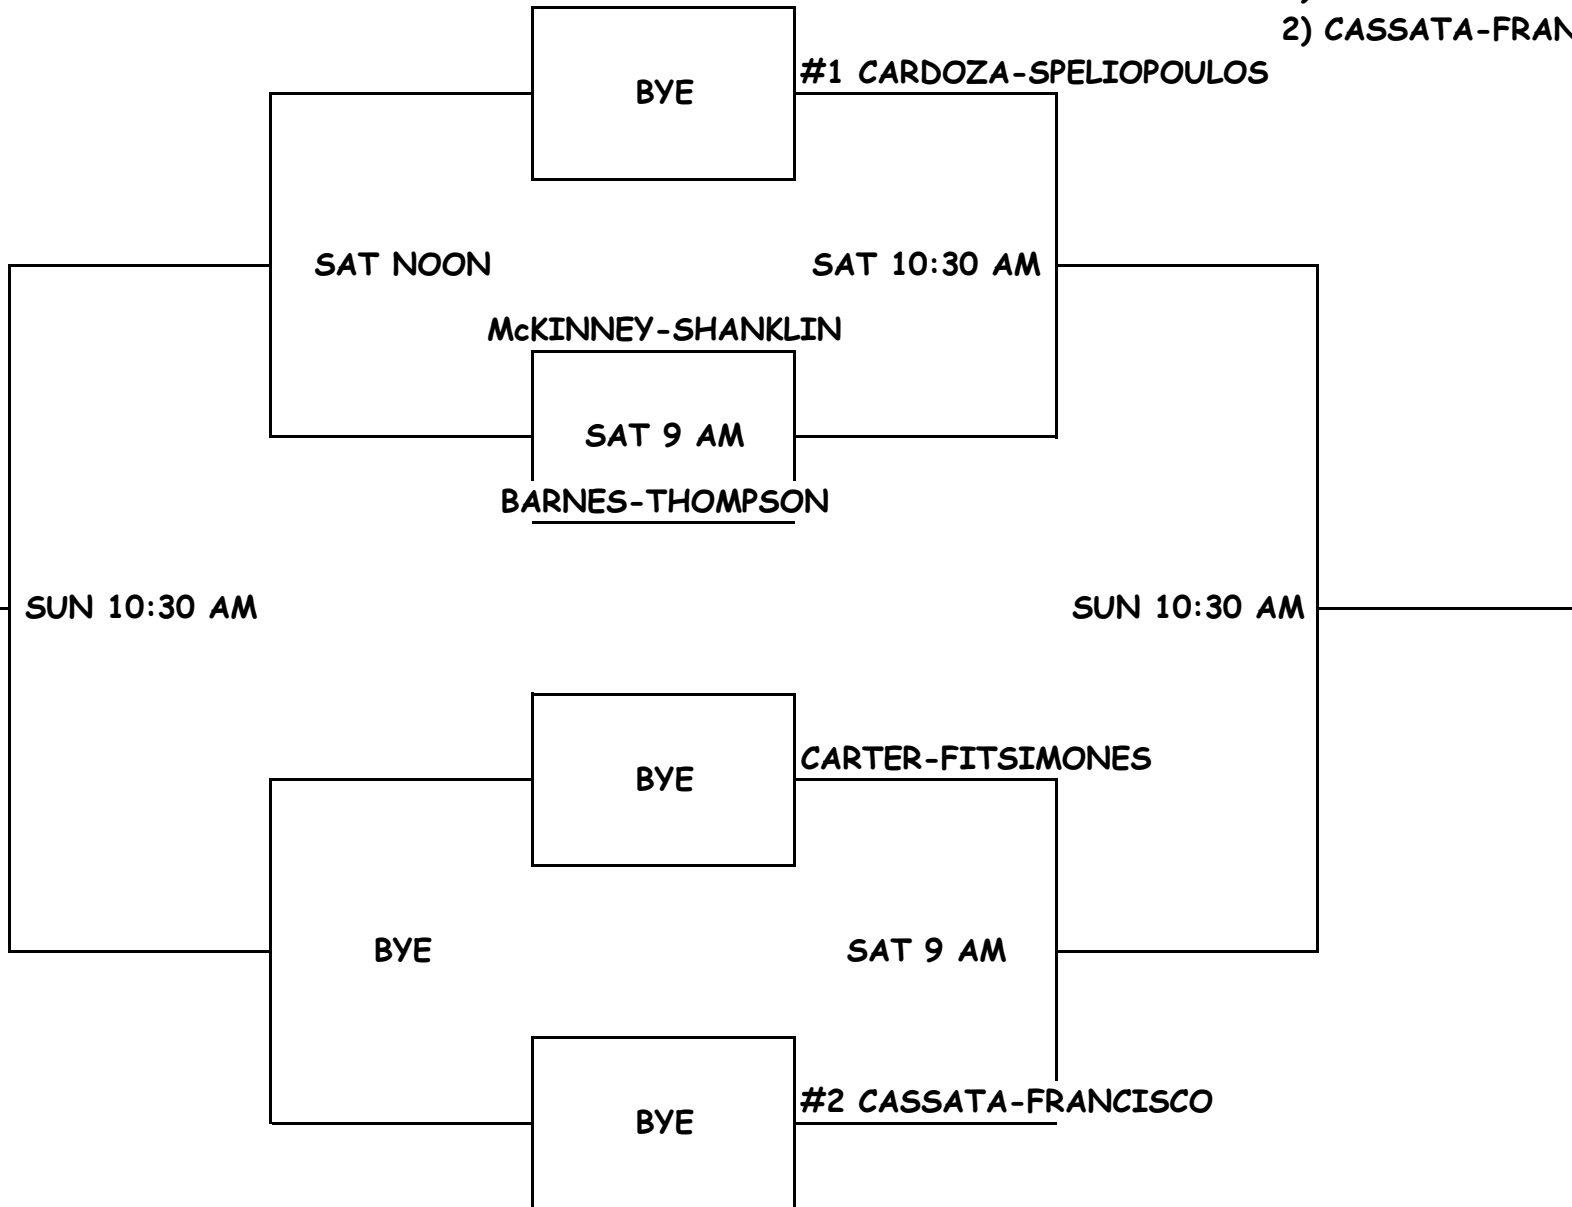 2) CASSATA-FRAN
#1 CARDOZA-SPELIOPOULOS
BYE
SAT NOON
SAT 10:30 AM
McKINNEY-SHANKLIN
SAT 9 AM
BARNES-THOMPSON
SUN 10:30 AM
SUN 10:30 AM
CARTER-FITSIMONES
BYE
BYE
SAT 9 AM
#2 CASSATA-FRANCISCO
BYE